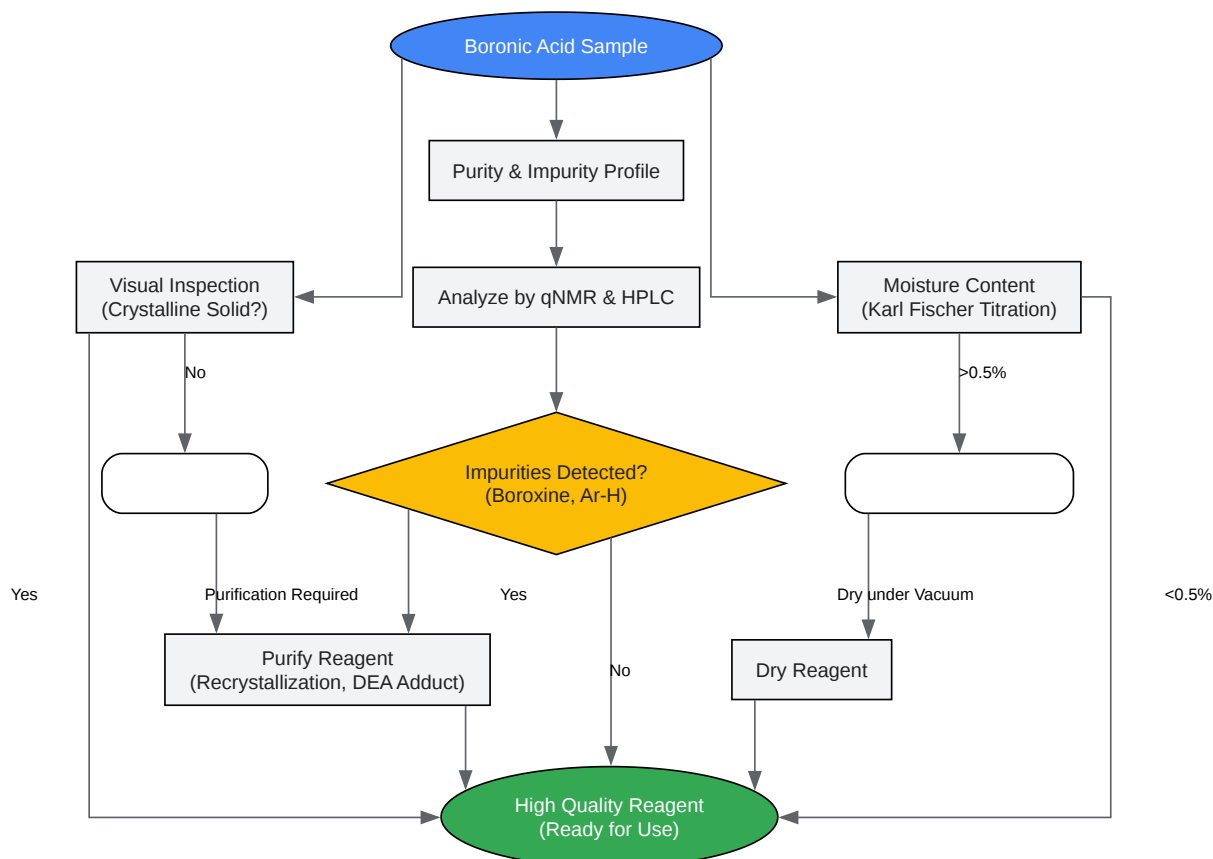 Boronic Acid Sample
Purity & Impurity Profile
Visual Inspection
(Crystalline Solid?)
Analyze by qNMR & HPLC
Moisture Content
(Karl Fischer Titration)
No
>0.5%
Impurities Detected?
(Boroxine, Ar-H)
Yes
Purification Required
Yes
Dry under Vacuum
<0.5%
Purify Reagent
(Recrystallization, DEA Adduct)
No
Dry Reagent
High Quality Reagent
(Ready for Use)